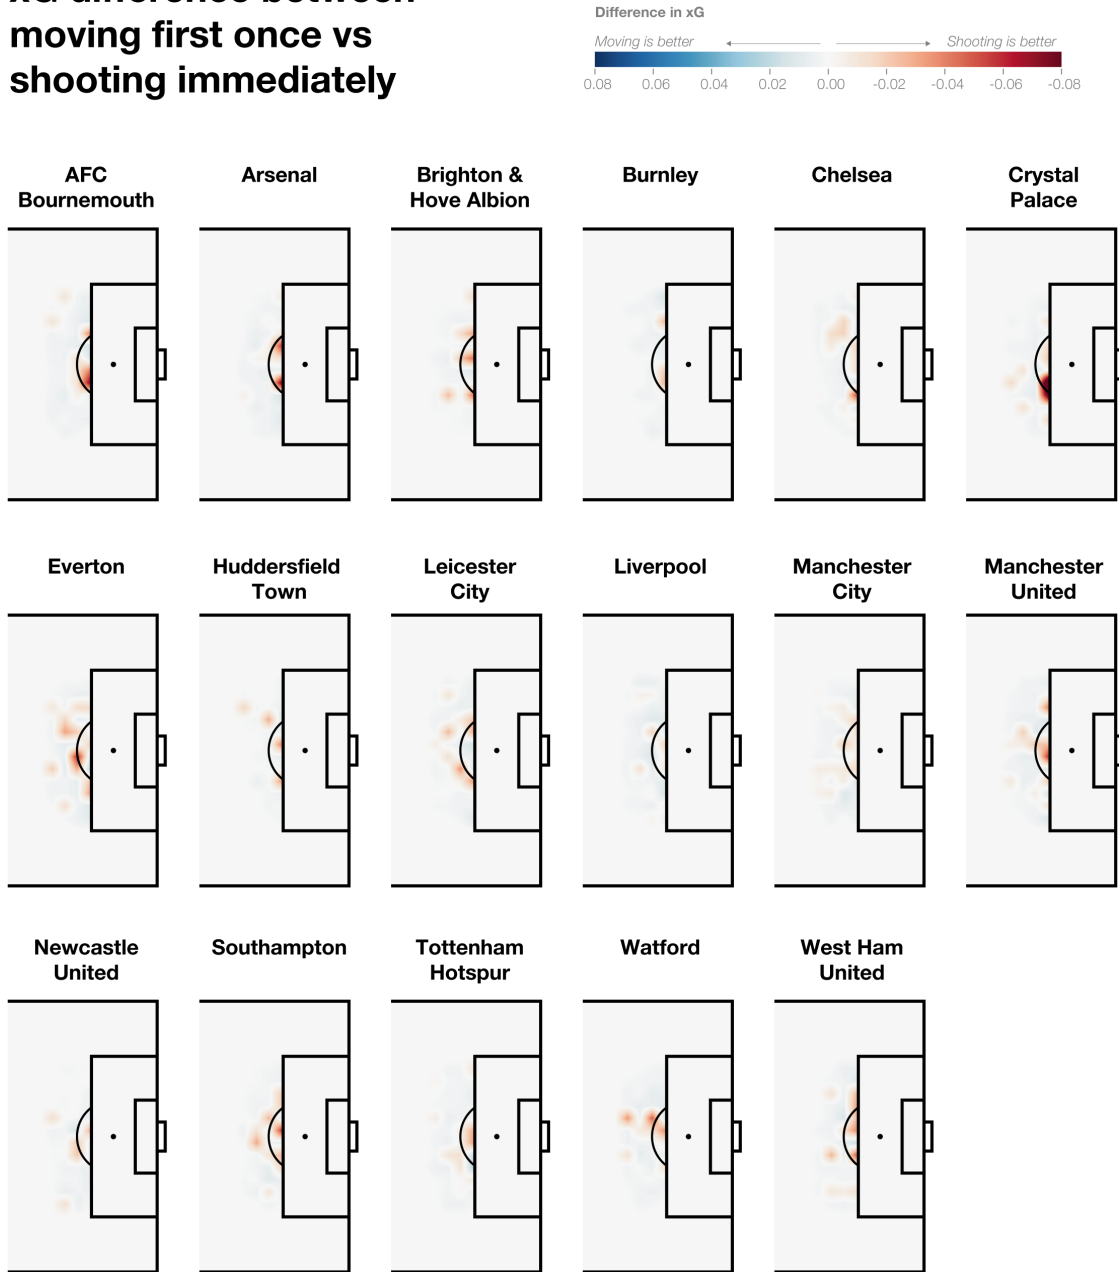 xG difference between
moving first once vs
shooting immediately
Difference in xG
Moving is better
Shooting is better
0.08 0.06 0.04 0.02 0.00 -0.02 -0.04 -0.06 -0.08
AFC
Bournemouth
Arsenal
Brighton &
Hove Albion
Burnley
Chelsea
Crystal
Palace
Everton
Huddersfield
Town
Leicester
City
Liverpool
Manchester
City
Manchester
United
Newcastle
United
Southampton
Tottenham
Hotspur
Watford
West Ham
United